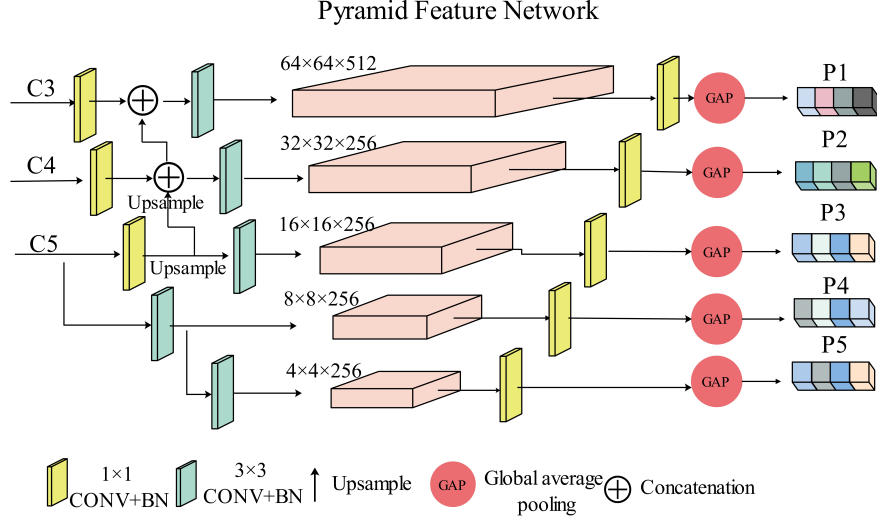 Pyramid Feature Network
C3
64×64×512
GAP
P1
C4
Upsample
32×32×256
GAP
P2
C5
Upsample
16×16×256
GAP
P3
8×8×256
GAP
P4
4×4×256
GAP
P5
1×1
CONV+BN
3×3
CONV+BN
Upsample
GAP
Global average
pooling
Concatenation